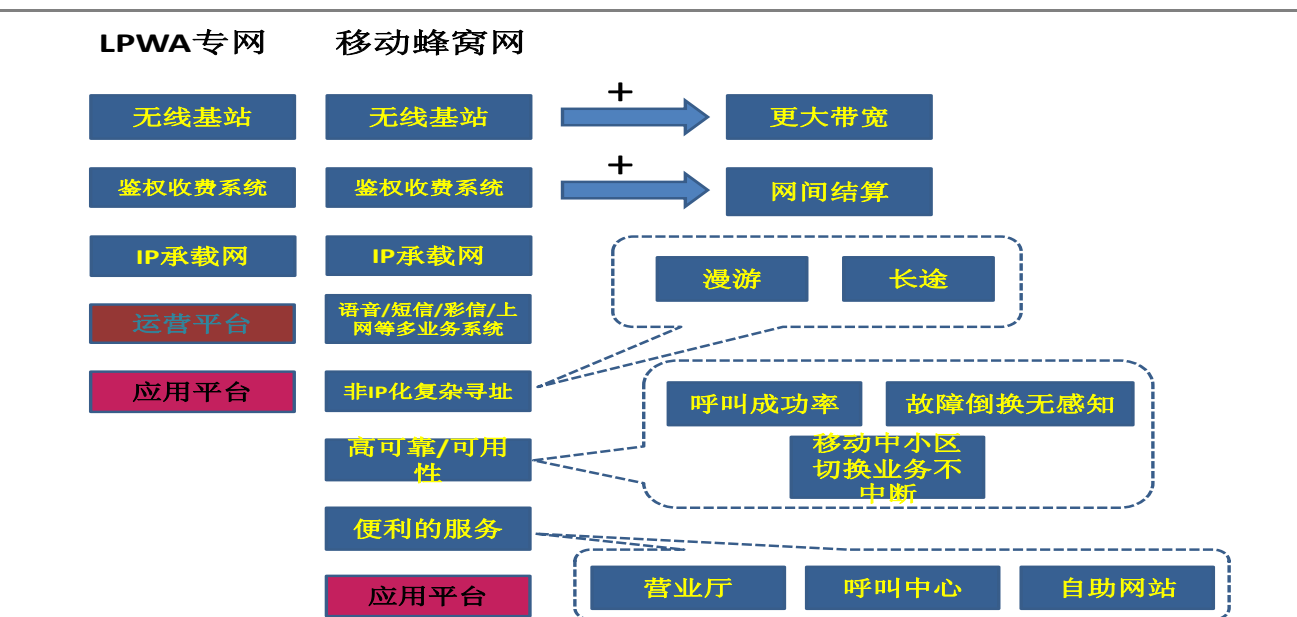 LPWA专网 移动蜂窝网
+
无线基站 无线基站 更大带宽
+
鉴权收费系统 鉴权收费系统 网间结算
IP承载网 IP承载网
漫游 长途
运营平台
语音/短信/彩信/上
网等多业务系统
应用平台 非IP化复杂寻址
呼叫成功率 故障倒换无感知
高可靠/可用
性
移动中小区
切换业务不
中断
便利的服务
营业厅 呼叫中心 自助网站
应用平台